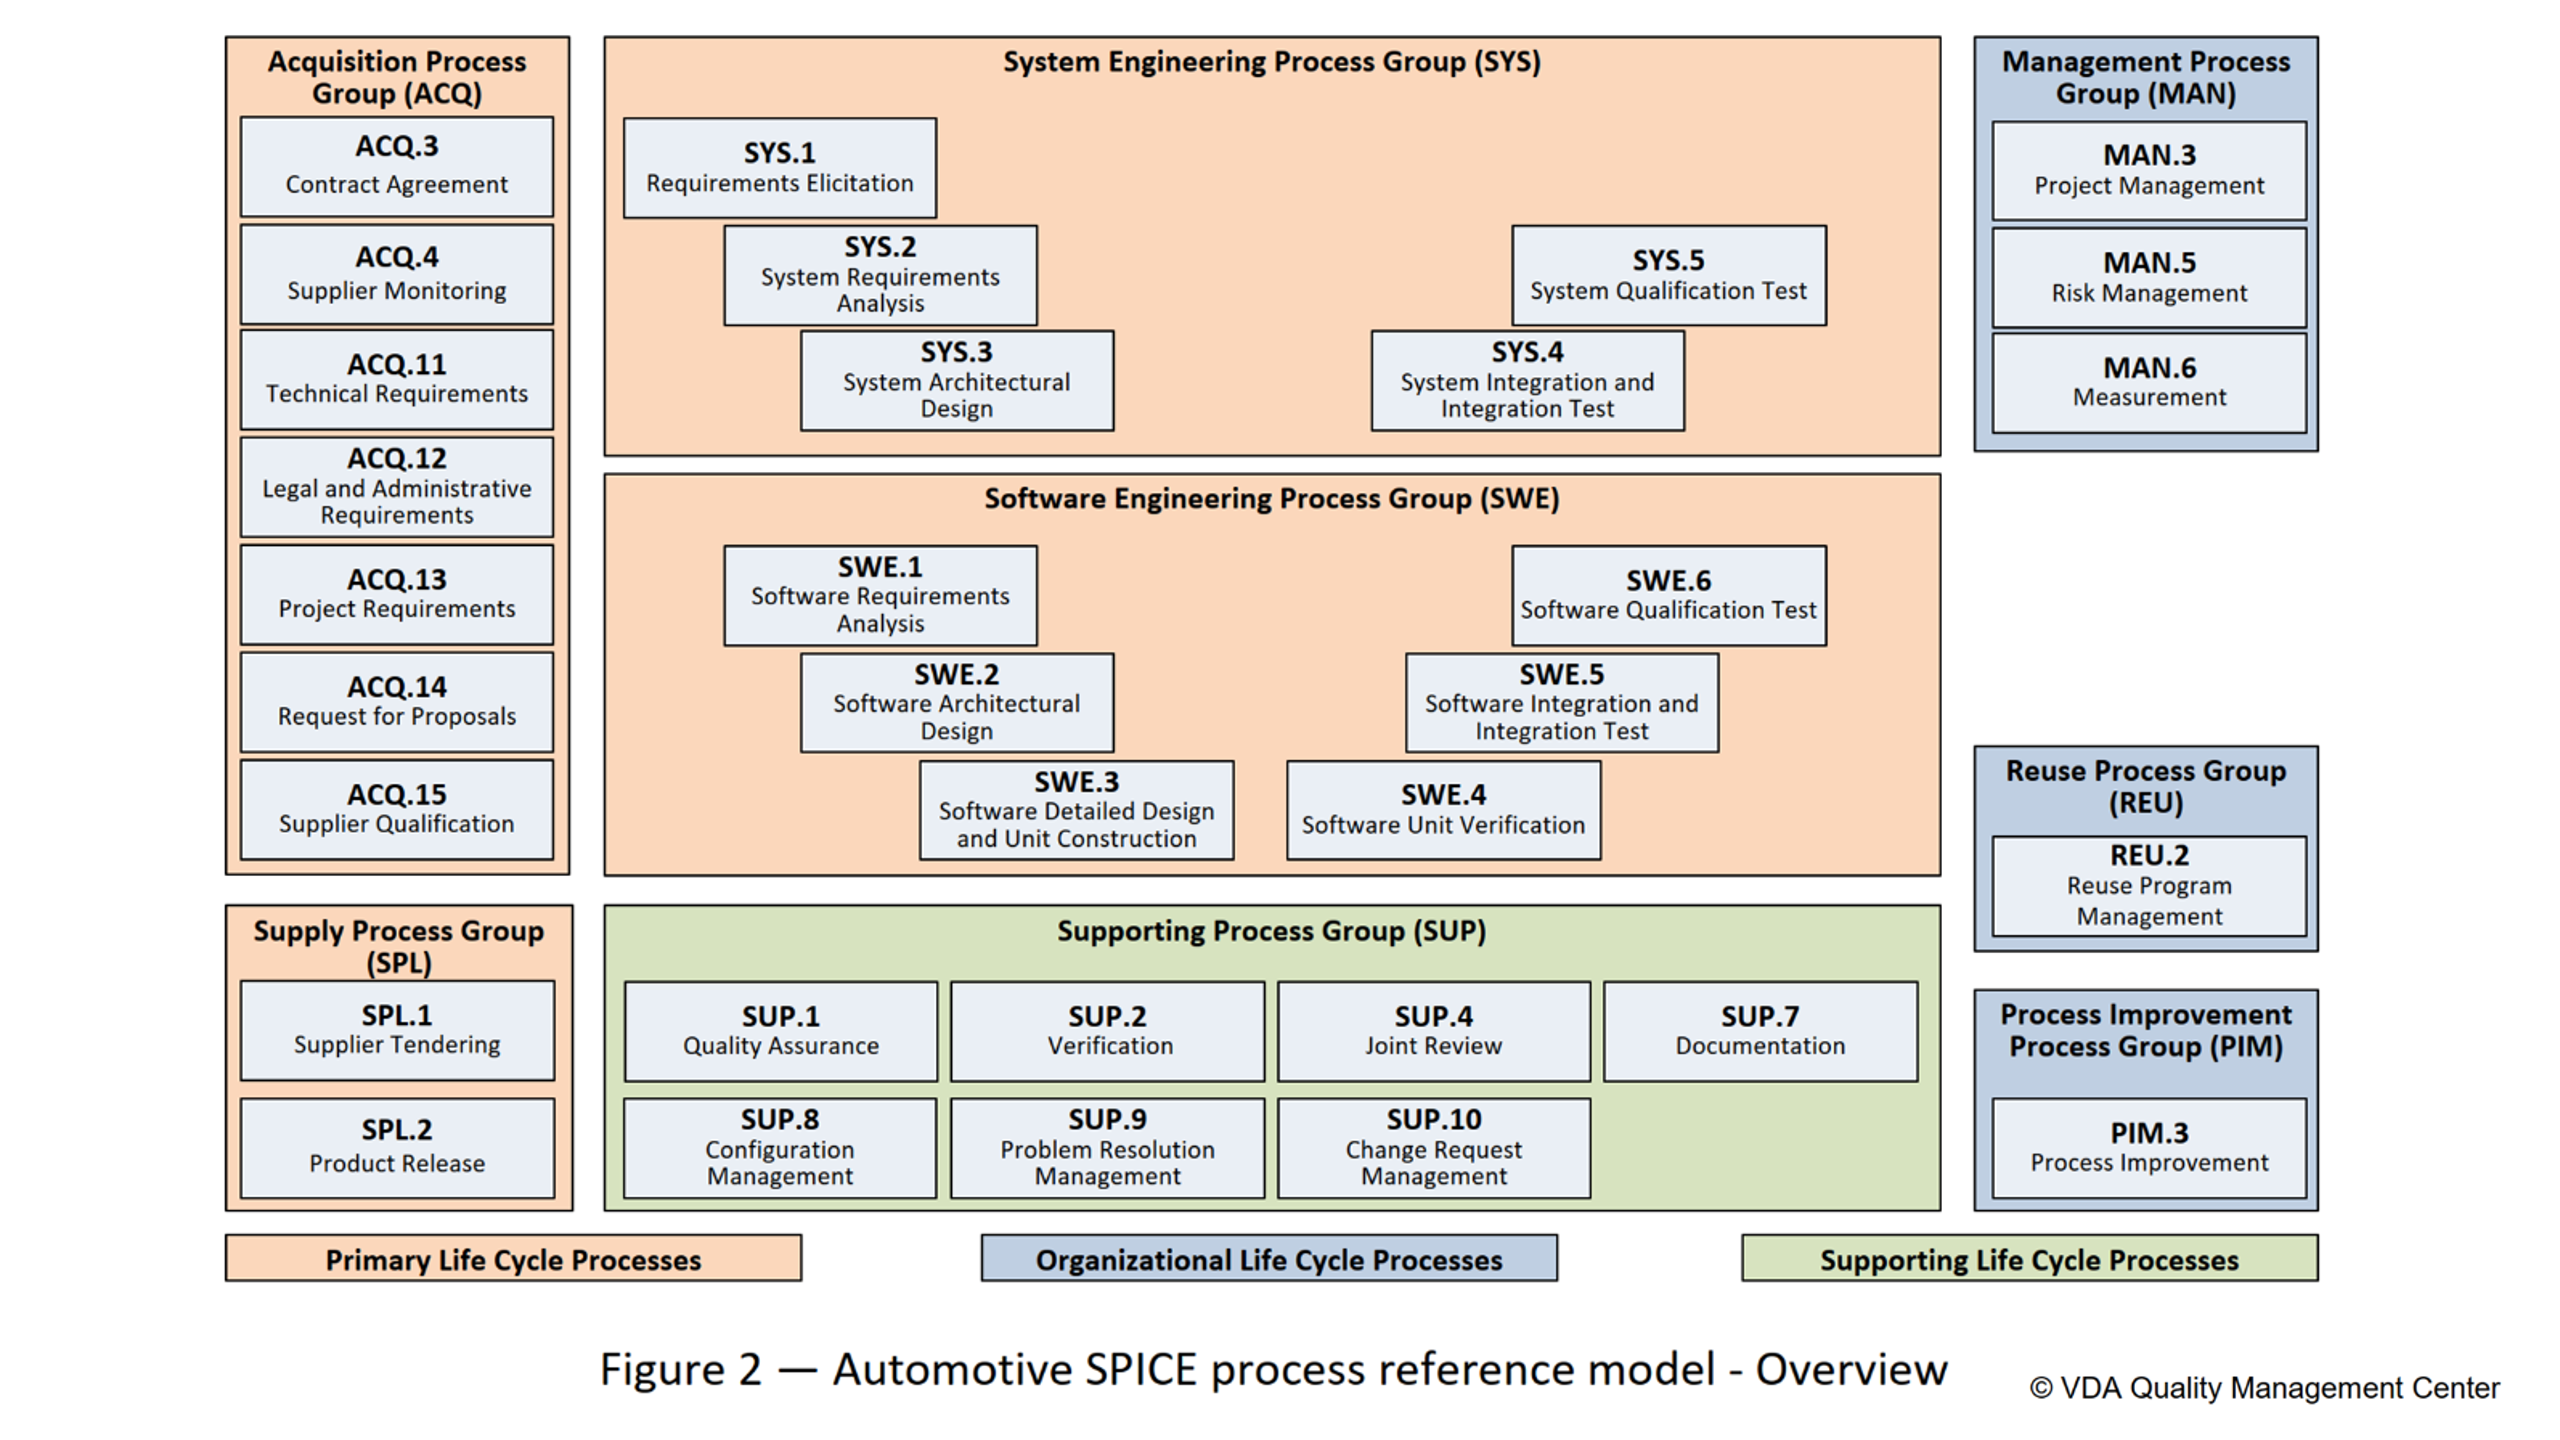 Acquisition Process
Group (ACQ)
ACQ.3
Contract Agreement
ACQ.4
Supplier Monitoring
ACQ.11
Technical Requirements
ACQ.12
Legal and Administrative
Requirements
ACQ.13
Project Requirements
ACQ.14
Request for Proposals
ACQ.15
Supplier Qualification
System Engineering Process Group (SYS)
SYS.1
Requirements Elicitation
SYS.2
System Requirements
Analysis
SYS.3
System Architectural
Design
SYS.5
System Qualification Test
SYS.4
System Integration and
Integration Test
Management Process
Group (MAN)
MAN.3
Project Management
MAN.5
Risk Management
MAN.6
Measurement
Software Engineering Process Group (SWE)
SWE.1
Software Requirements
Analysis
SWE.2
Software Architectural
Design
SWE.3
Software Detailed Design
and Unit Construction
SWE.6
Software Qualification Test
SWE.5
Software Integration and
Integration Test
SWE.4
Software Unit Verification
Reuse Process Group
(REU)
REU.2
Reuse Program
Management
Supply Process Group
(SPL)
SPL.1
Supplier Tendering
SPL.2
Product Release
Supporting Process Group (SUP)
SUP.1
Quality Assurance
SUP.2
Verification
SUP.4
Joint Review
SUP.7
Documentation
SUP.8
Configuration
Management
SUP.9
Problem Resolution
Management
SUP.10
Change Request
Management
Process Improvement
Process Group (PIM)
PIM.3
Process Improvement
Primary Life Cycle Processes
Organizational Life Cycle Processes
Supporting Life Cycle Processes
Figure 2 — Automotive SPICE process reference model - Overview
© VDA Quality Management Center